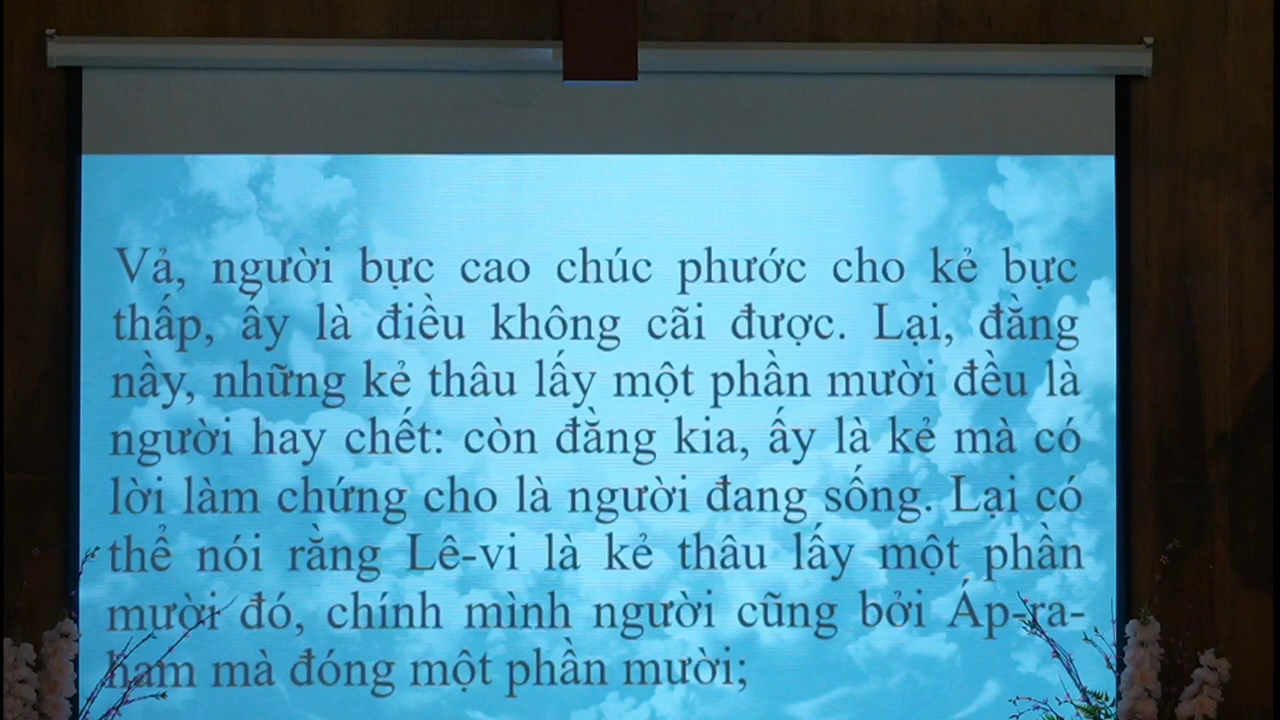 Vả, người bực cao chúc phước cho kẻ bực
thấp, ấy là điều không cãi được. Lại, đằng
nầy, những kẻ thâu lấy một phần mười đều là
người hay chết: còn đằng kia, ấy là kẻ mà có
lời làm chứng cho là người đang sống. Lại có
thể nói rằng Lê-vi là kẻ thâu lấy một phần
mười đó, chính mình người cũng bởi Áp-ra-
ham mà đóng một phần mười;